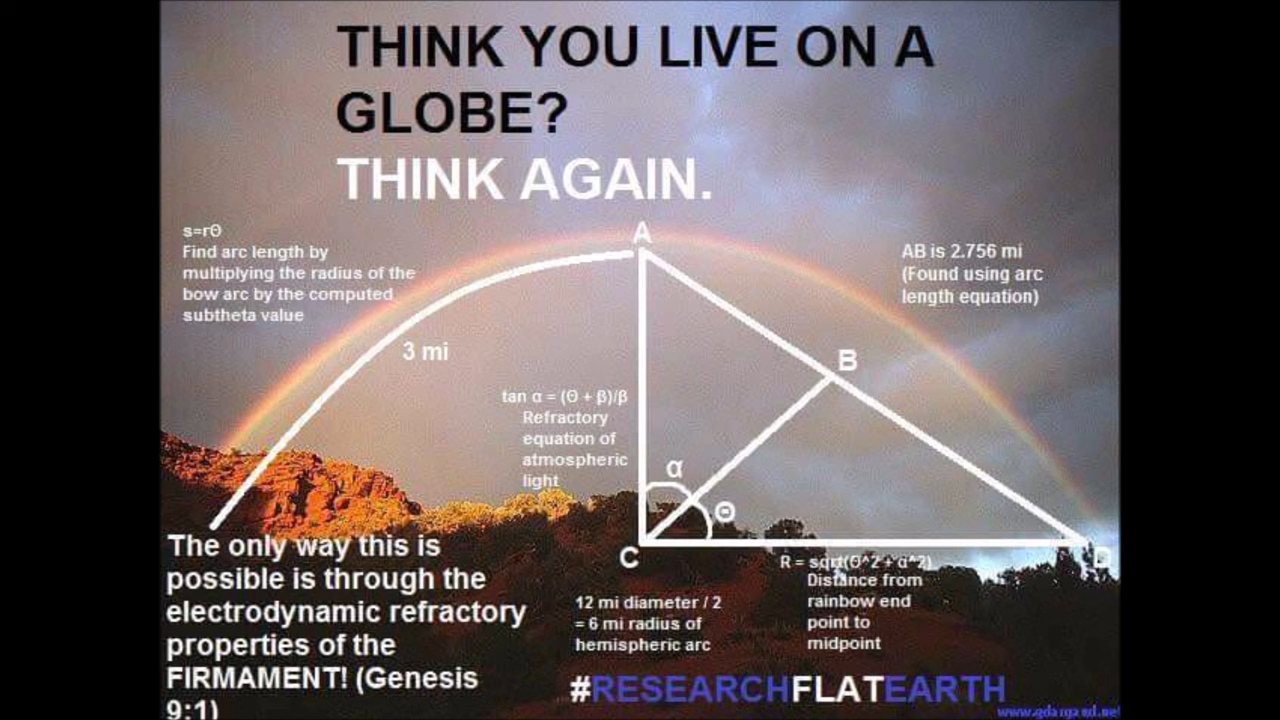 THINK YOU LIVE ON A
GLOBE?
THINK AGAIN.
s=rΘ
Find arc length by
multiplying the radius of the
bow arc by the computed
subtheta value
A
AB is 2.756 mi
(Found using arc
length equation)
3 mi
B
tan α = (Θ + β)/β
Refractory
equation of
atmospheric
light
α
Θ
C
D
The only way this is
possible is through the
electrodynamic refractory
properties of the
FIRMAMENT! (Genesis
9:1)
12 mi diameter / 2
= 6 mi radius of
hemispheric arc
R = sqrt(Θ^2 + α^2)
Distance from
rainbow end
point to
midpoint
#RESEARCHFLATEARTH